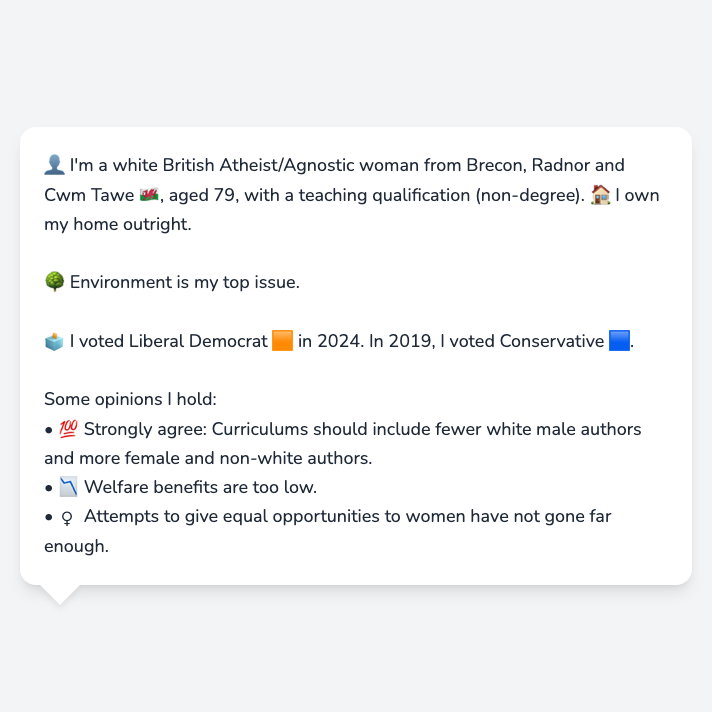 👤 I'm a white British Atheist/Agnostic woman from Brecon, Radnor and
Cwm Tawe 🏴󠁧󠁢󠁷󠁬󠁳󠁿, aged 79, with a teaching qualification (non-degree). 🏠 I own
my home outright.
🌳 Environment is my top issue.
🗳️ I voted Liberal Democrat 🟧 in 2024. In 2019, I voted Conservative 🟦.
Some opinions I hold:
• 💯 Strongly agree: Curriculums should include fewer white male authors
and more female and non-white authors.
• 📉 Welfare benefits are too low.
• ♀ Attempts to give equal opportunities to women have not gone far
enough.